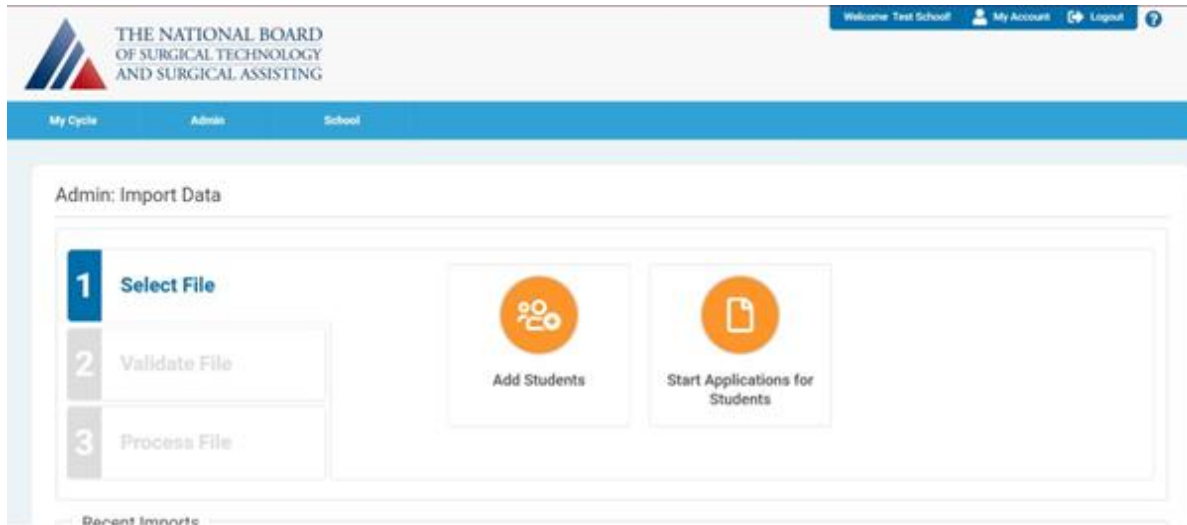 Welcome Test School! My Account Logout ?
THE NATIONAL BOARD
OF SURGICAL TECHNOLOGY
AND SURGICAL ASSISTING
My Cycle Admin School
Admin: Import Data
1 Select File
2 Validate File
3 Process File
Add Students
Start Applications for
Students
Recent Imports